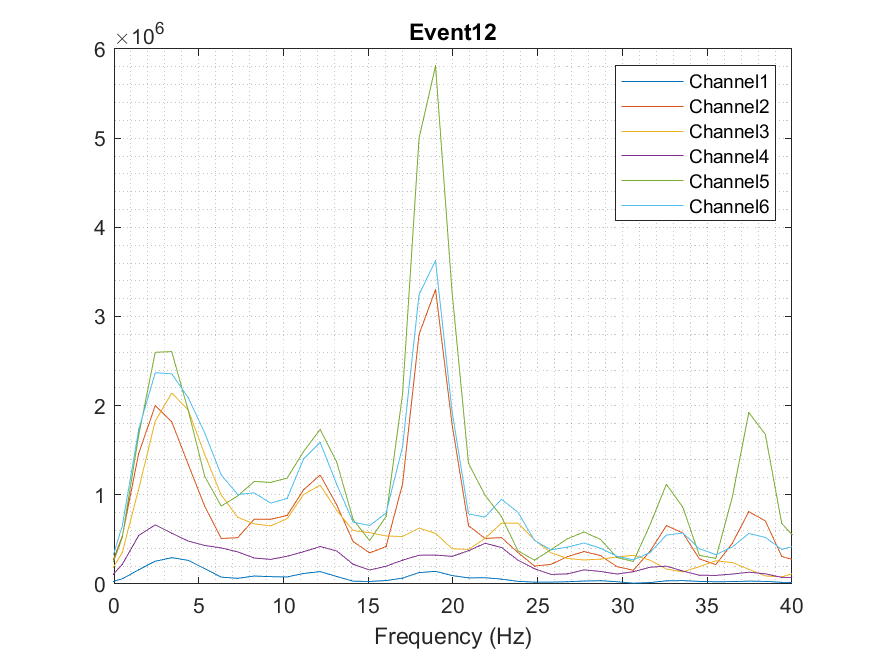 Event12
×10⁶
6
5
4
3
2
1
0
0 5 10 15 20 25 30 35 40
Frequency (Hz)
Channel1
Channel2
Channel3
Channel4
Channel5
Channel6